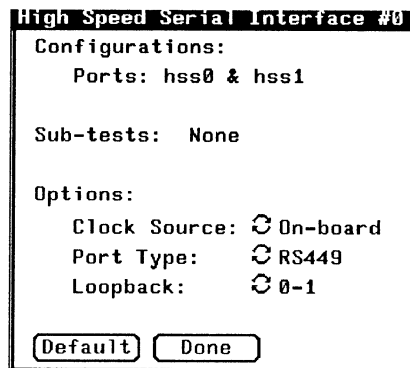 High Speed Serial Interface #0
Configurations:
Ports: hss0 & hss1
Sub-tests: None
Options:
Clock Source: On-board
Port Type: RS449
Loopback: 0-1
Default Done